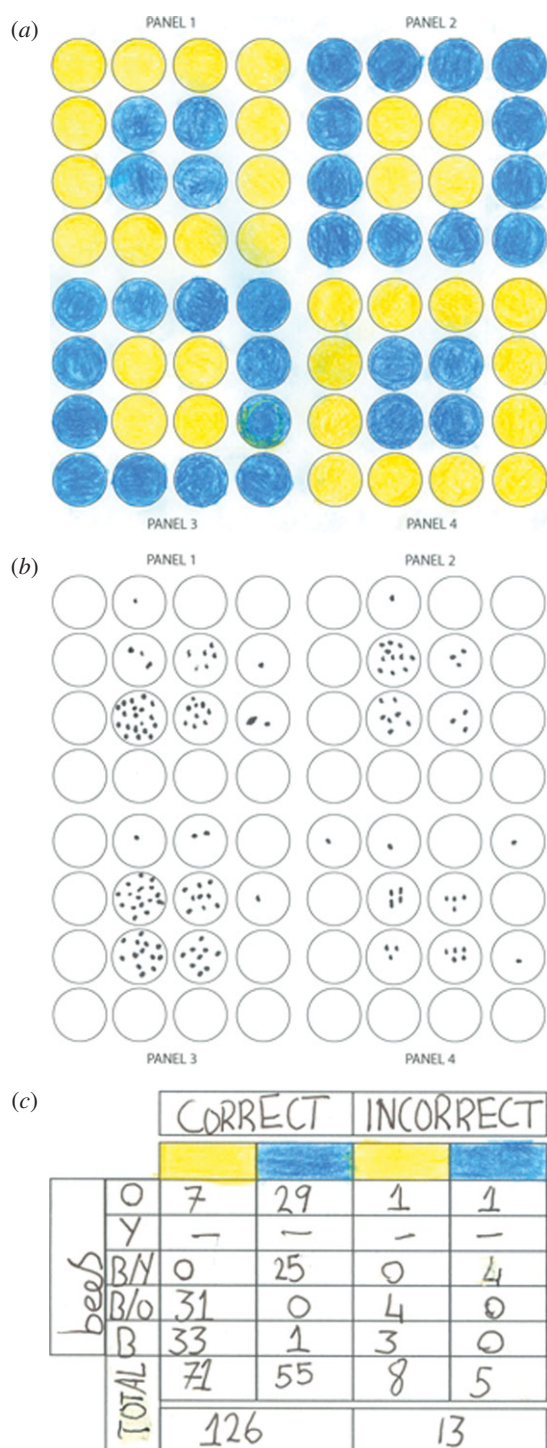 (a)
PANEL 1 PANEL 2
PANEL 3 PANEL 4
(b)
PANEL 1 PANEL 2
PANEL 3 PANEL 4
(c)
CORRECT INCORRECT
bees
O 7 29 1 1
Y — — — —
B/Y 0 25 0 4
B/O 31 0 4 0
B 33 1 3 0
TOTAL 71 55 8 5
126 13